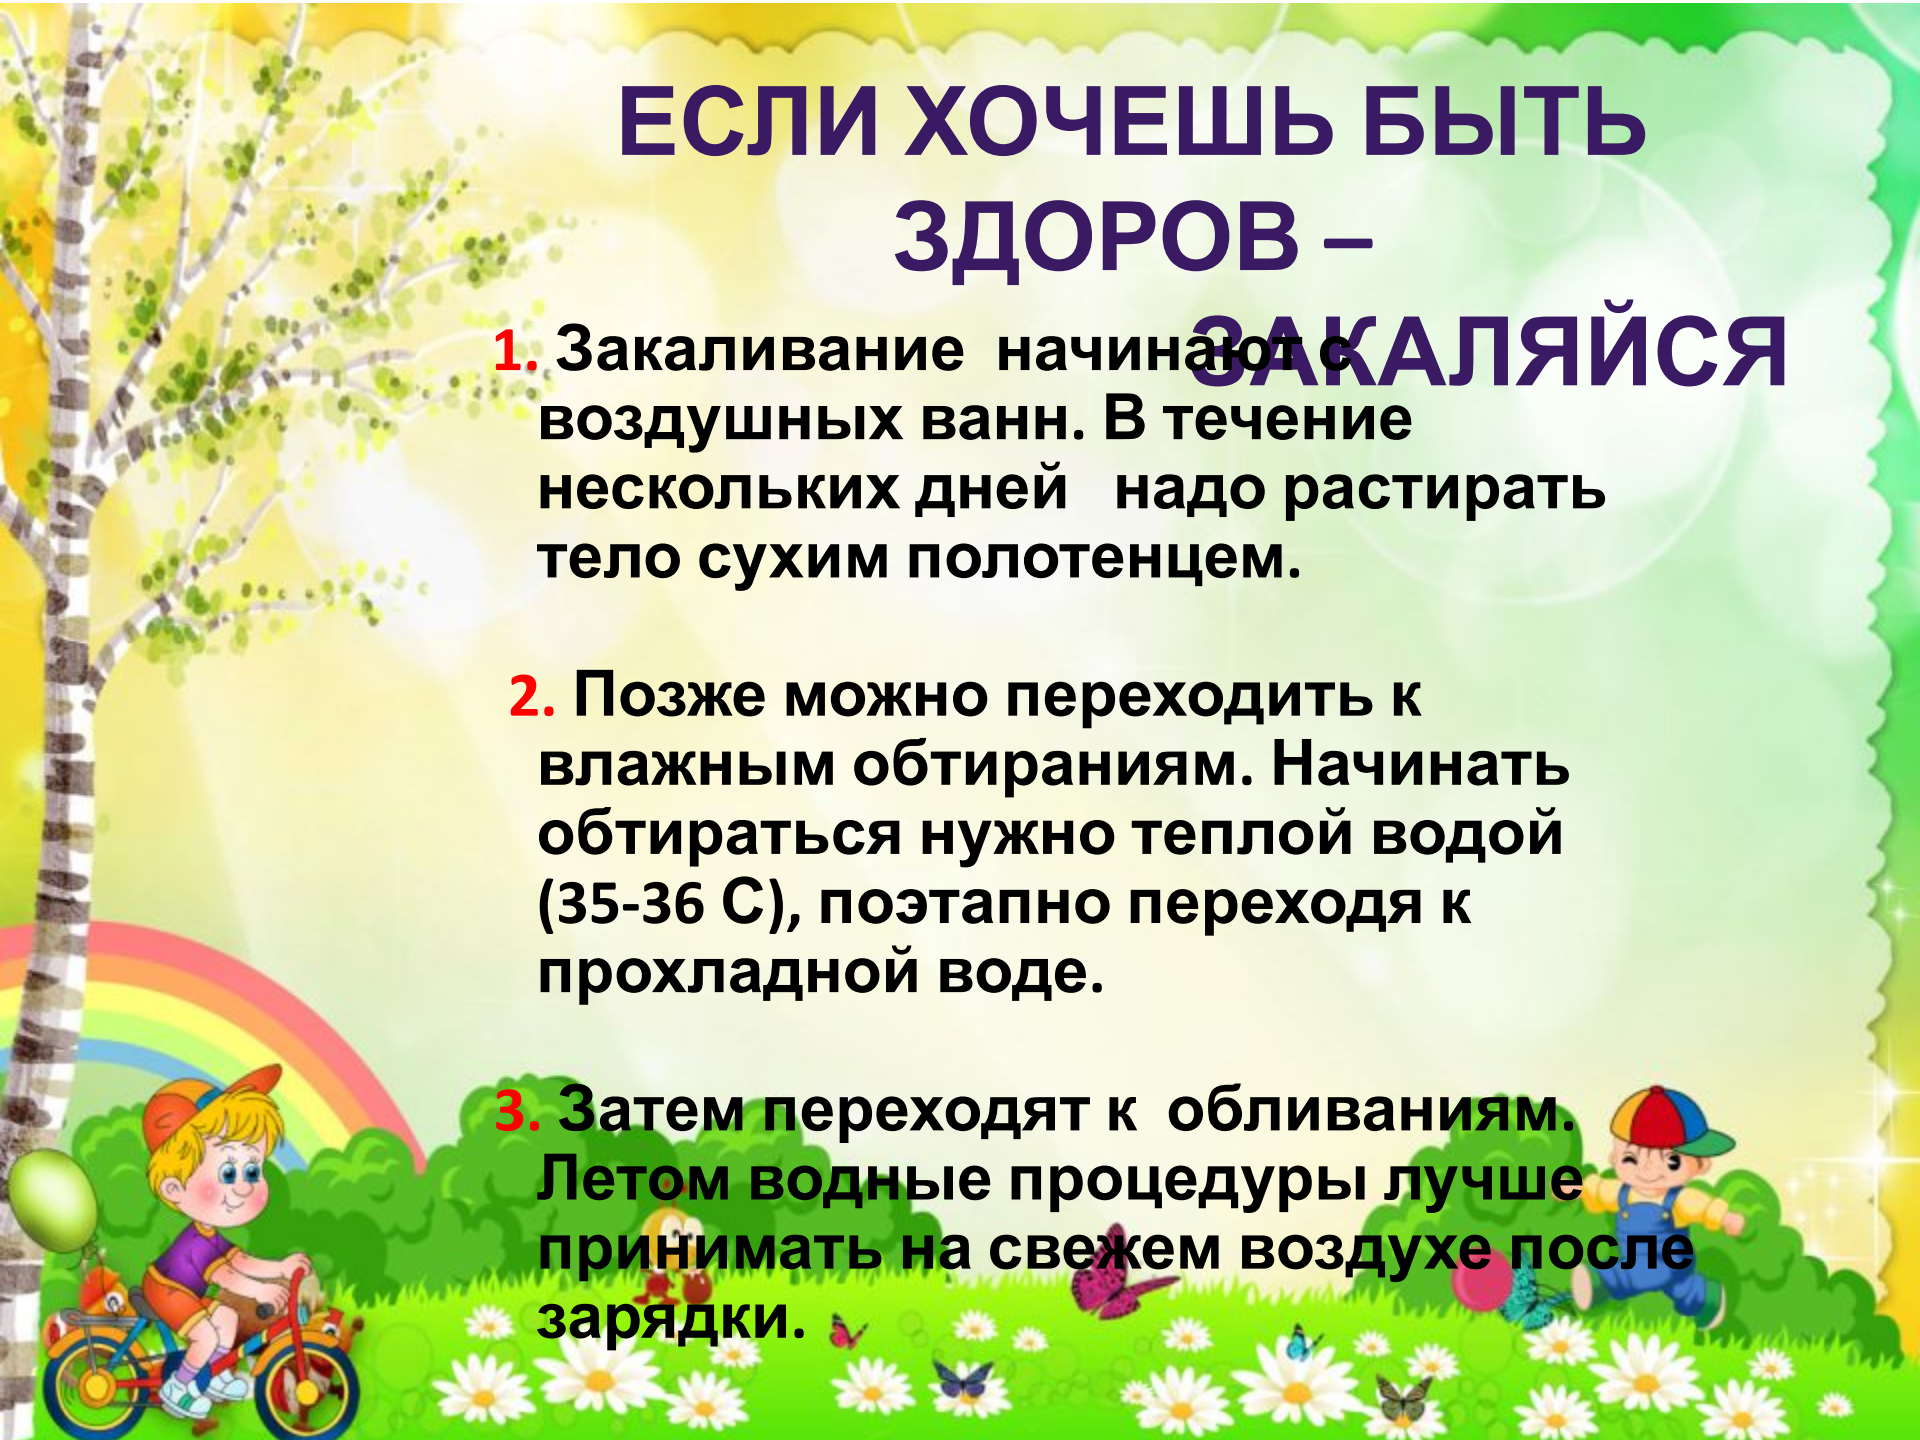 ЕСЛИ ХОЧЕШЬ БЫТЬ
ЗДОРОВ –
ЗАКАЛЯЙСЯ
1. Закаливание начинают с
воздушных ванн. В течение
нескольких дней надо растирать
тело сухим полотенцем.
2. Позже можно переходить к
влажным обтираниям. Начинать
обтираться нужно теплой водой
(35-36 С), поэтапно переходя к
прохладной воде.
3. Затем переходят к обливаниям.
Летом водные процедуры лучше
принимать на свежем воздухе после
зарядки.